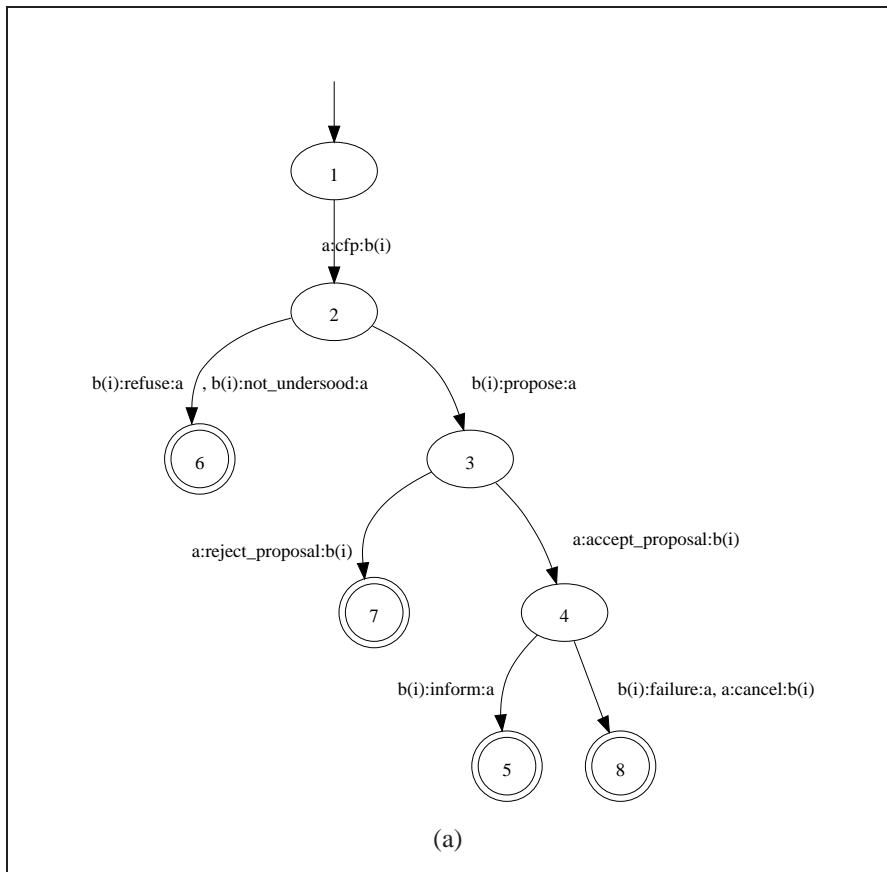 1
a:cfp:b(i)
2
b(i):refuse:a , b(i):not_undersood:a
b(i):propose:a
6
3
a:reject_proposal:b(i)
a:accept_proposal:b(i)
7
4
b(i):inform:a
b(i):failure:a, a:cancel:b(i)
5
8
(a)